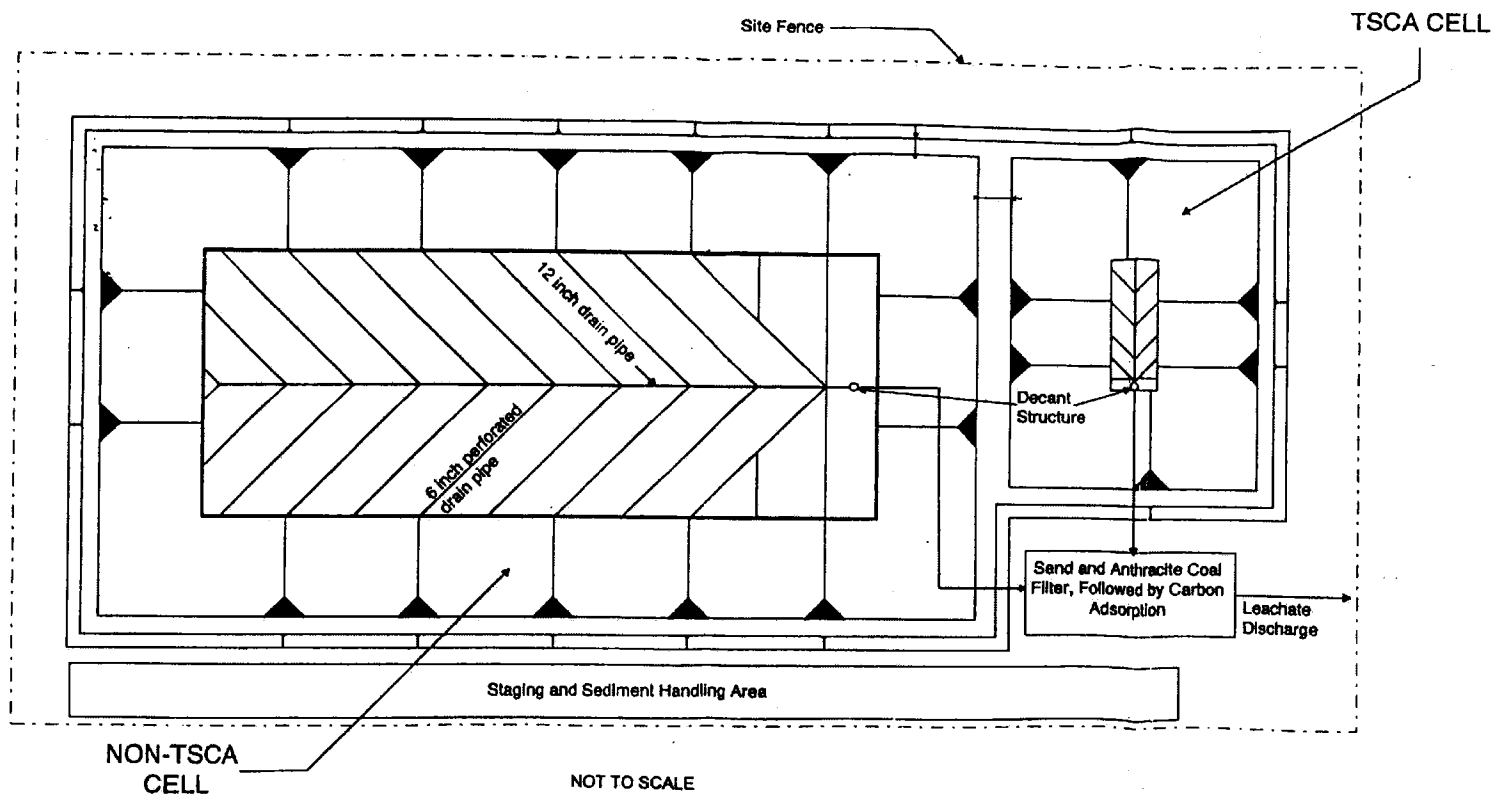 Site Fence
TSCA CELL
12 inch drain pipe
6 inch perforated
drain pipe
Decant
Structure
Sand and Anthracite Coal
Filter, Followed by Carbon
Adsorption
Leachate
Discharge
Staging and Sediment Handling Area
NON-TSCA
CELL
NOT TO SCALE